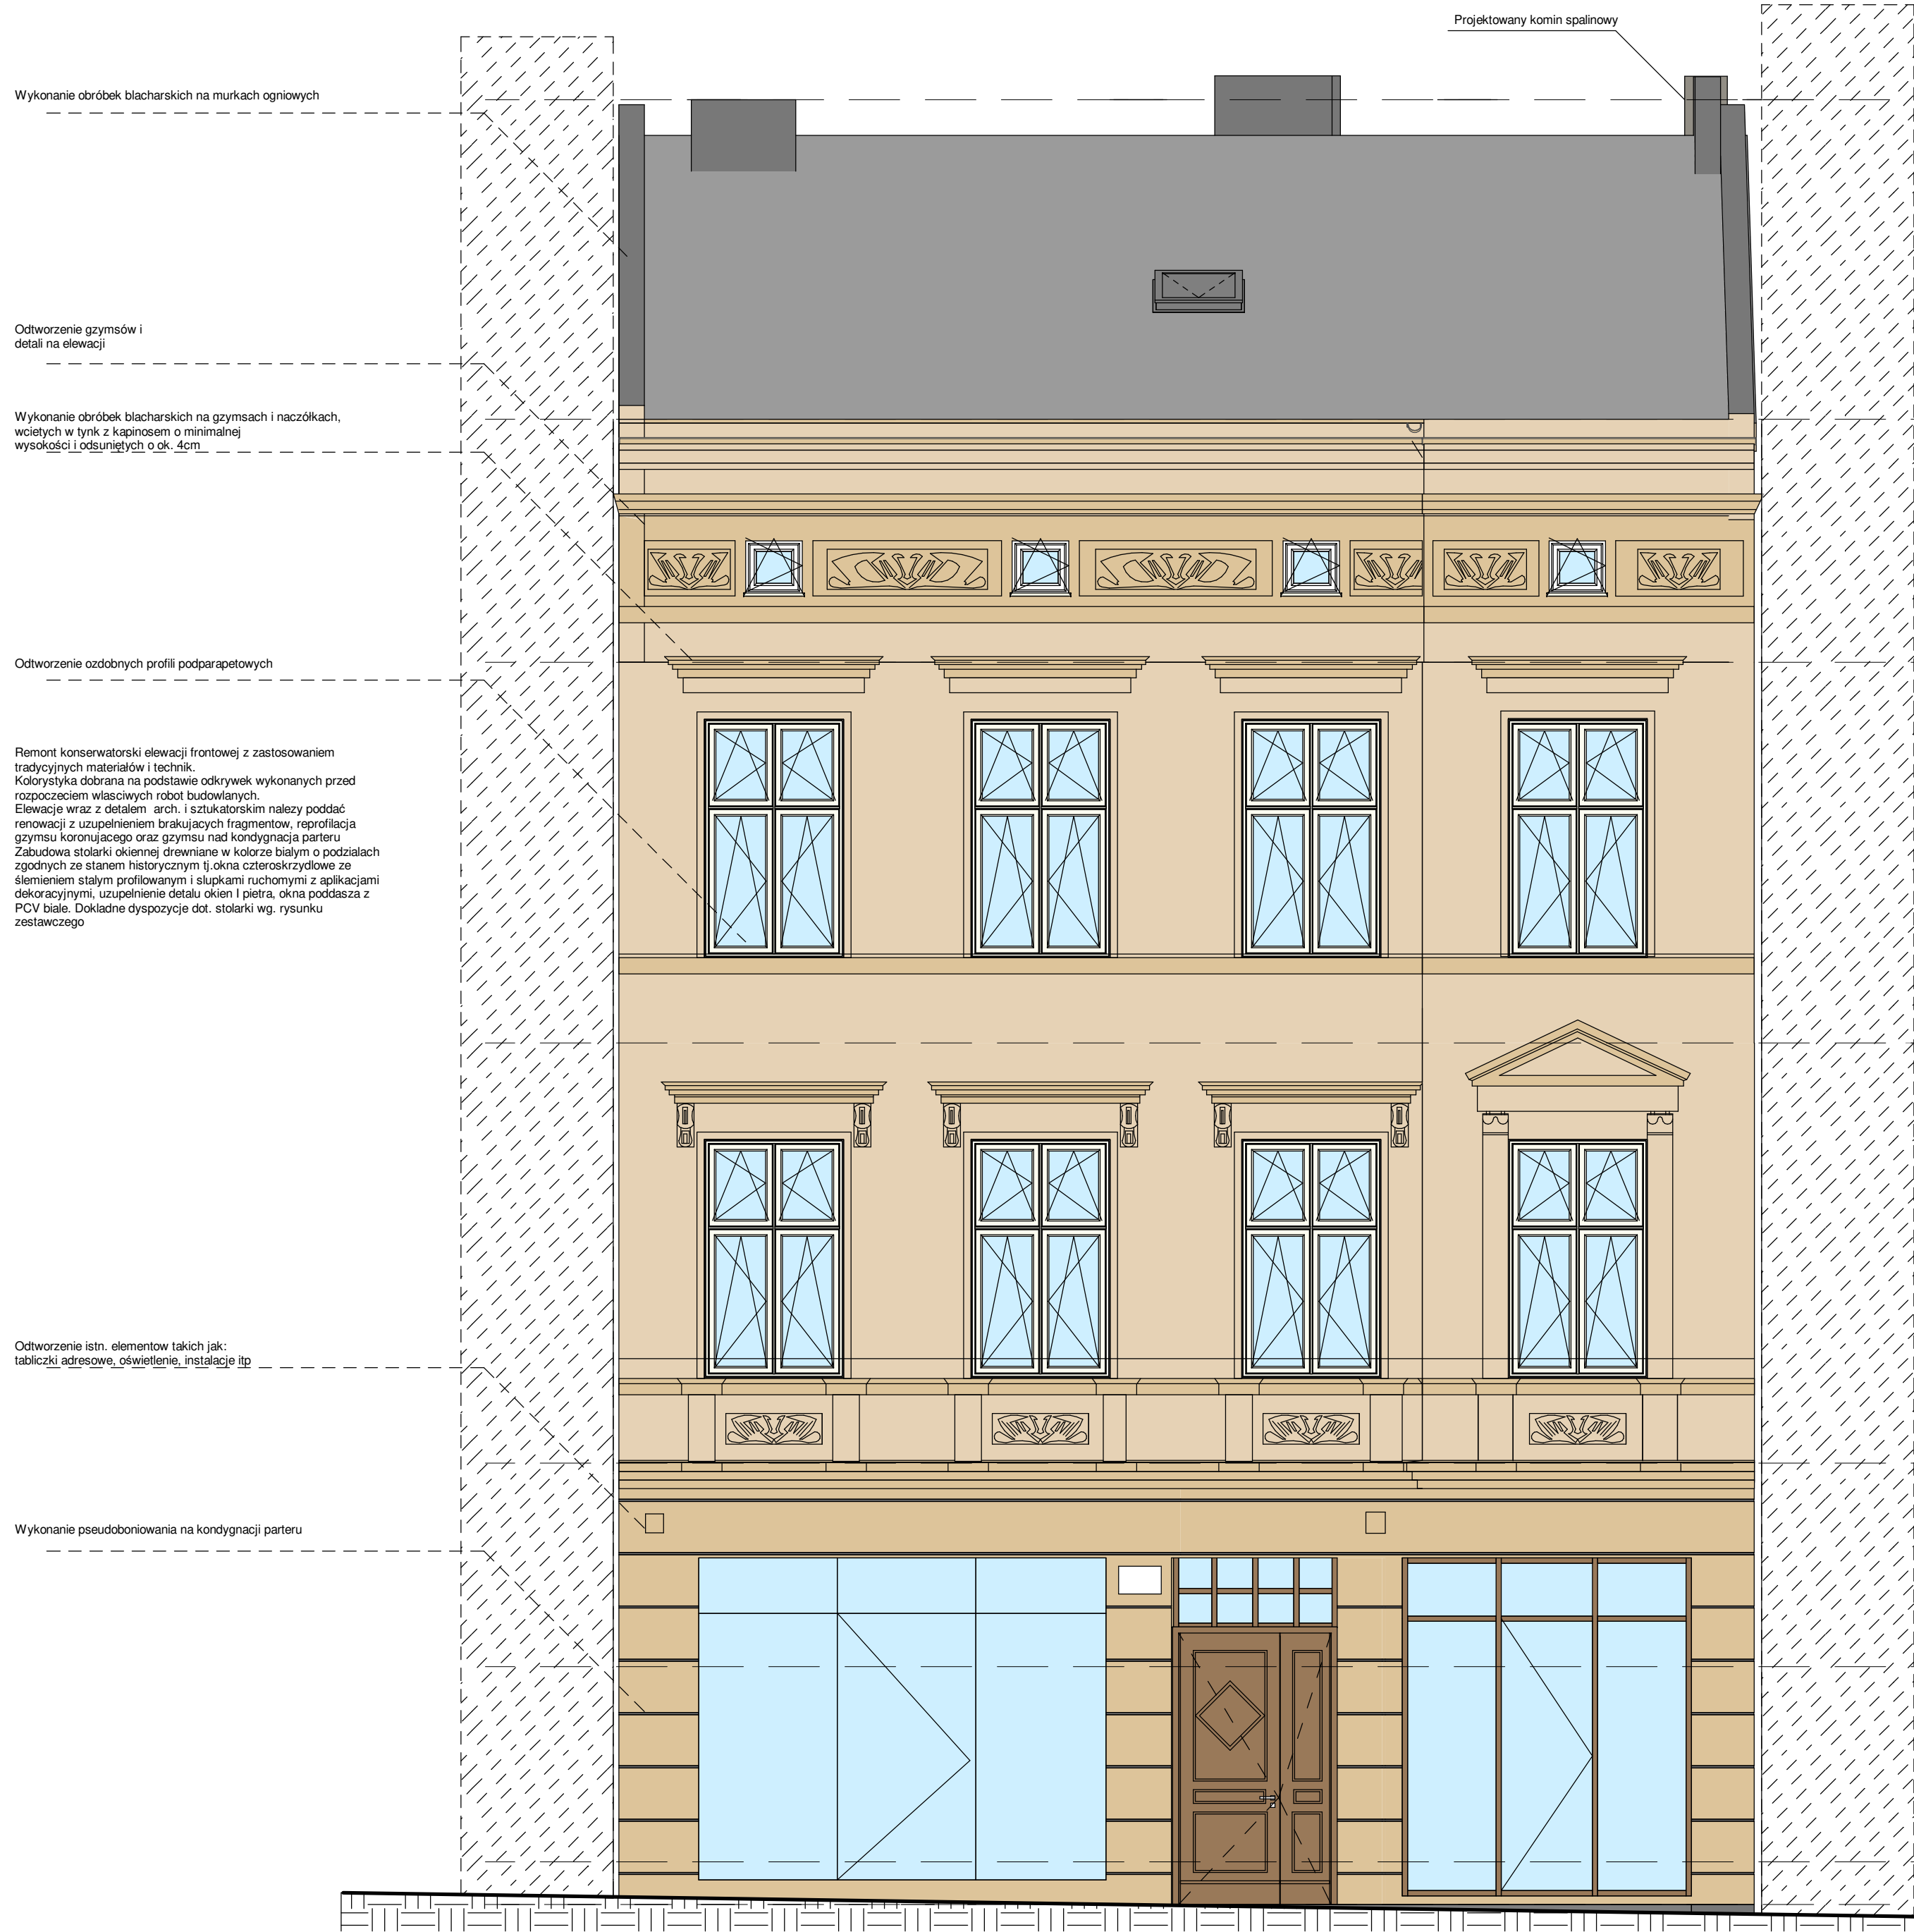 Projektowany komin spalinowy
Wykonanie obróbek blacharskich na murkach ogniowych
Odtworzenie gzymsów i
detali na elewacji
Wykonanie obróbek blacharskich na gzymsach i naczółkach,
wcietych w tynk z kapinosem o minimalnej
wysokości i odsuniętych o ok. 4cm
Odtworzenie ozdobnych profili podparapetowych
Remont konserwatorski elewacji frontowej z zastosowaniem
tradycyjnych materiałów i technik.
Kolorystyka dobrana na podstawie odkrywek wykonanych przed
rozpoczeciem wlasciwych robot budowlanych.
Elewacje wraz z detalem arch. i sztukatorskim nalezy poddać
renowacji z uzupelnieniem brakujacych fragmentow, reprofilacja
gzymsu koronujacego oraz gzymsu nad kondygnacja parteru
Zabudowa stolarki okiennej drewniane w kolorze bialym o podzialach
zgodnych ze stanem historycznym tj.okna czteroskrzydlowe ze
ślemieniem stalym profilowanym i slupkami ruchomymi z aplikacjami
dekoracyjnymi, uzupelnienie detalu okien I pietra, okna poddasza z
PCV biale. Dokladne dyspozycje dot. stolarki wg. rysunku
zestawczego
Odtworzenie istn. elementow takich jak:
tabliczki adresowe, oświetlenie, instalacje itp
Wykonanie pseudoboniowania na kondygnacji parteru